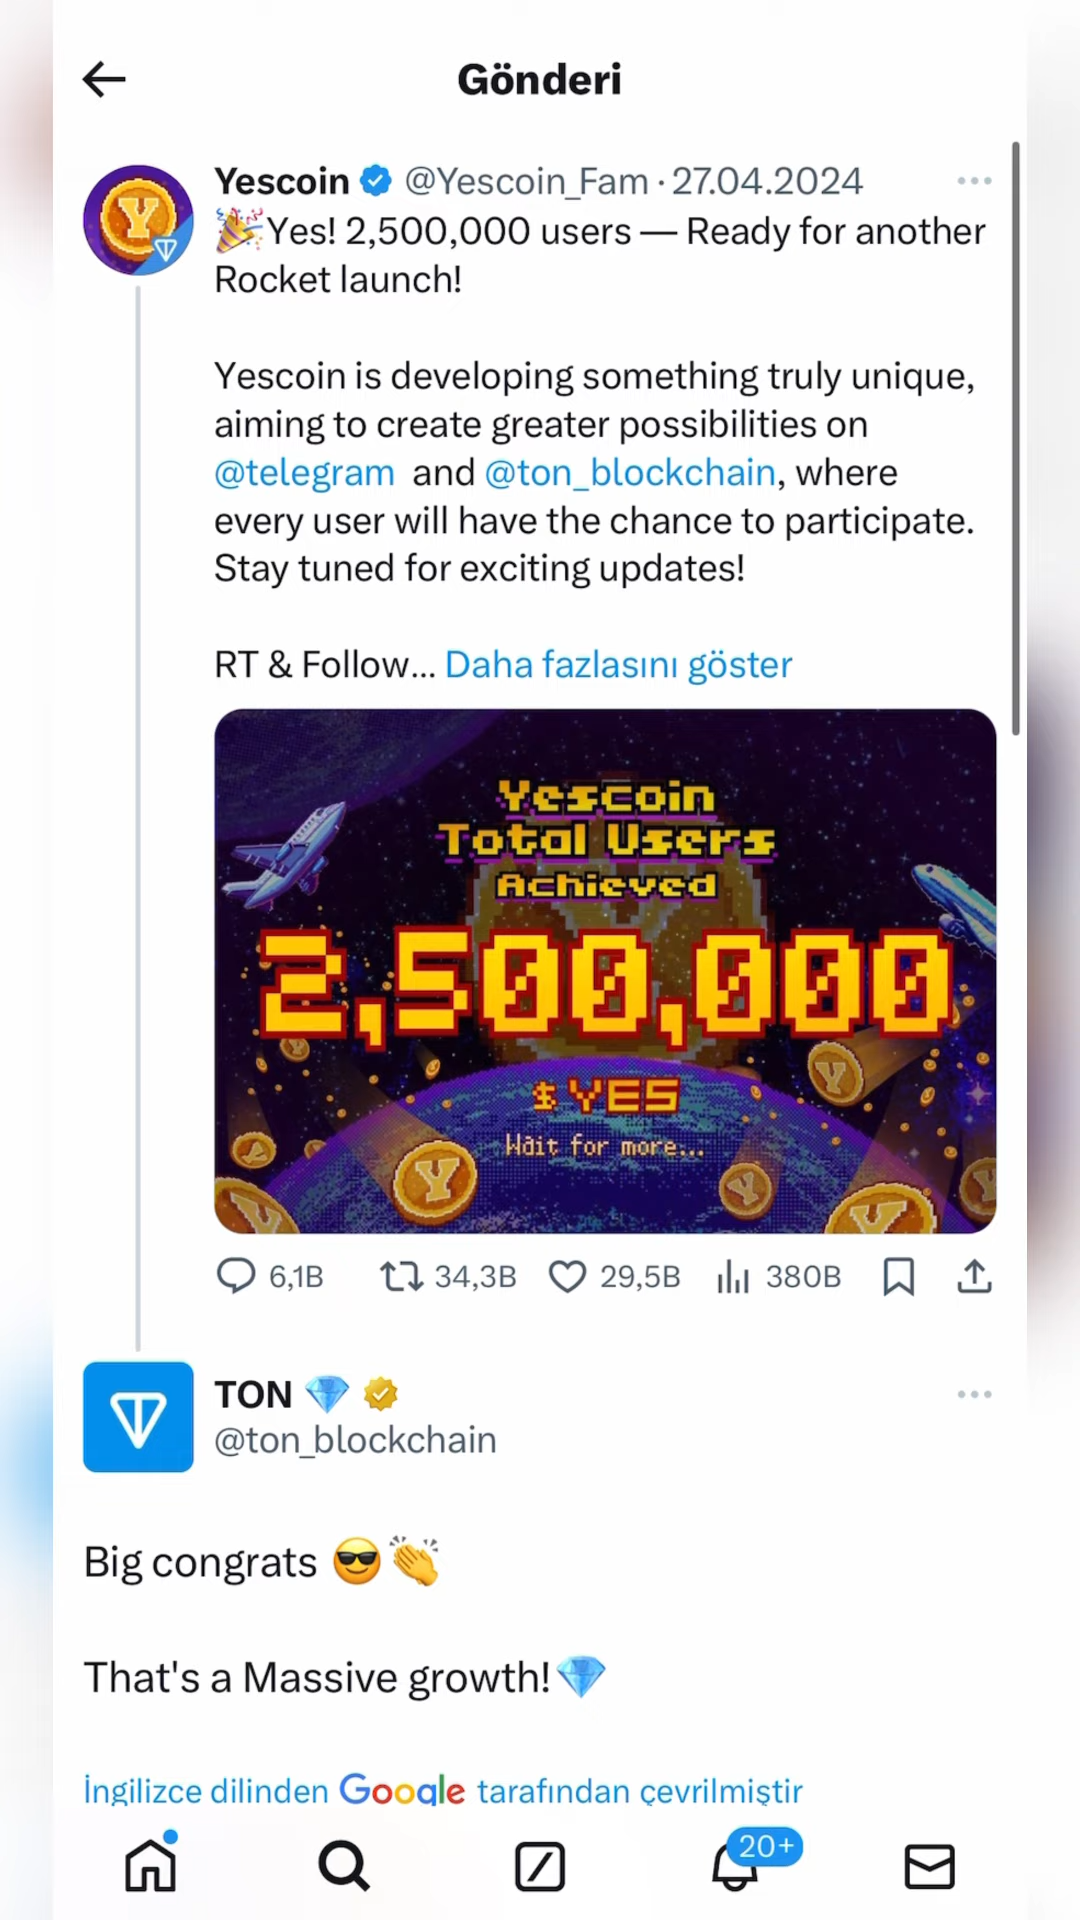 Gönderi
Yescoin @Yescoin_Fam · 27.04.2024
🎉Yes! 2,500,000 users — Ready for another
Rocket launch!
Yescoin is developing something truly unique,
aiming to create greater possibilities on
@telegram and @ton_blockchain, where
every user will have the chance to participate.
Stay tuned for exciting updates!
RT & Follow... Daha fazlasını göster
Yescoin
Total Users
Achieved
2,500,000
$YES
Wait for more...
6,1B 34,3B 29,5B 380B
TON 💎
@ton_blockchain
Big congrats 😎👏
That's a Massive growth!💎
İngilizce dilinden Google tarafından çevrilmiştir
20+